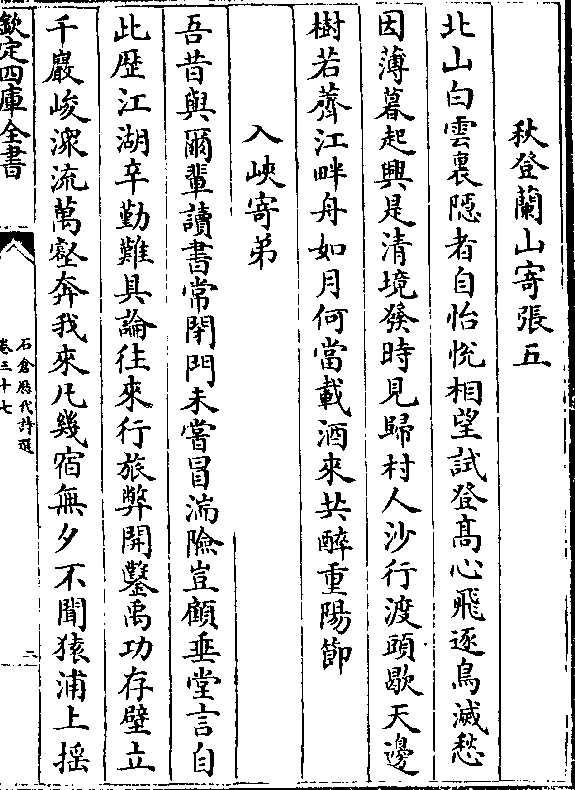 秋登蘭山寄張五
北山白雲裏隱者自怡悅相望試登髙心飛逐鳥滅愁
因薄暮起興是清境發時見歸村人沙行渡頭歇天邊
樹若薺江畔舟如月何當載酒來共醉重陽節
入峽寄弟
吾昔與爾輩讀書常閉門未嘗冒湍險豈顧垂堂言自
此歴江湖辛勤難具論往來行旅弊開鑿禹功存壁立
千巖峻潨流萬壑奔我來凡幾宿無夕不聞猿浦上揺
欽定四庫全書
石倉歴代詩選
卷三十七
二